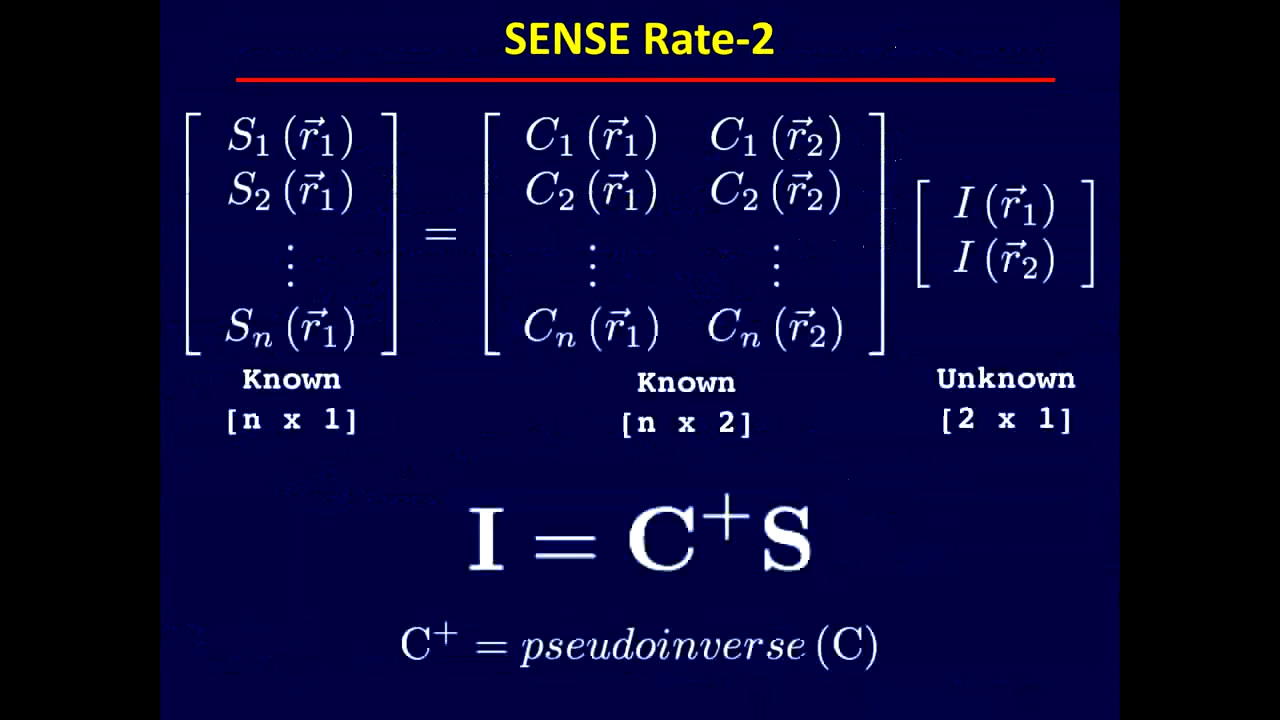 SENSE Rate-2
[ S₁(r⃗₁) ] = [ C₁(r⃗₁) C₁(r⃗₂) ] [ I(r⃗₁) ]
[ S₂(r⃗₁) ] [ C₂(r⃗₁) C₂(r⃗₂) ] [ I(r⃗₂) ]
⋮ ⋮ ⋮
[ Sₙ(r⃗₁) ] [ Cₙ(r⃗₁) Cₙ(r⃗₂) ]
Known Known Unknown
[n x 1] [n x 2] [2 x 1]
I = C⁺S
C⁺ = pseudoinverse (C)